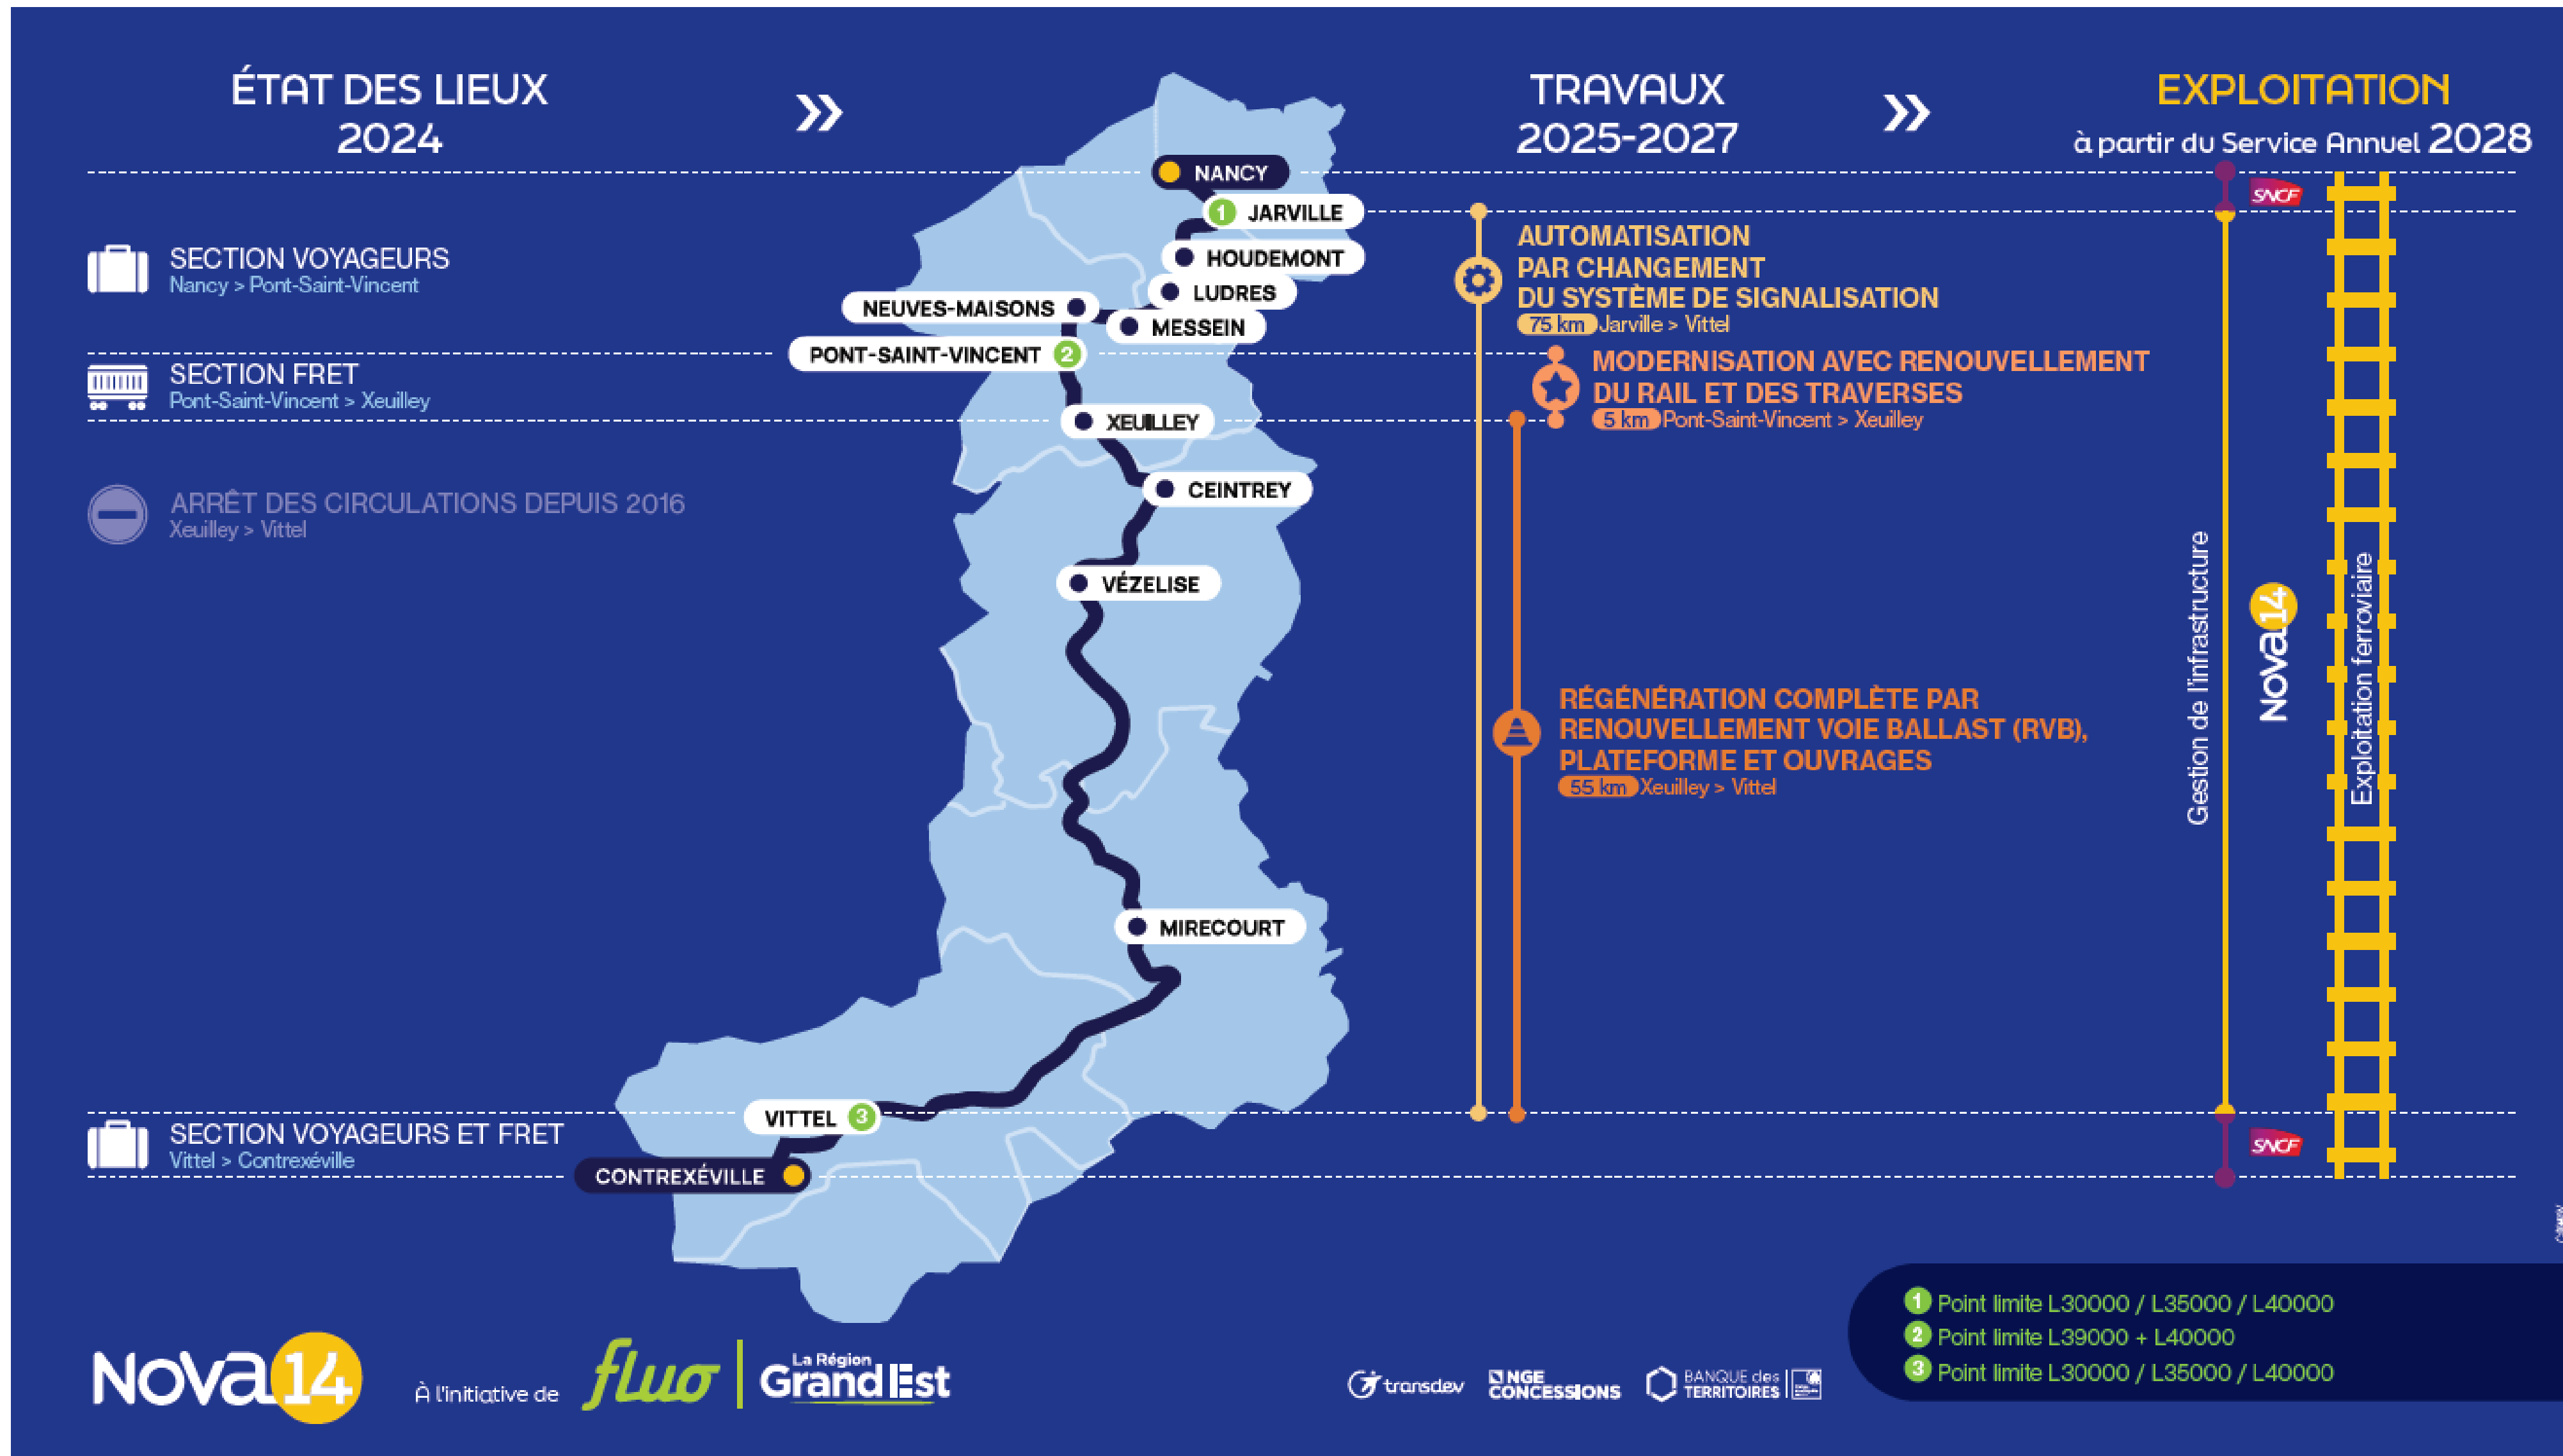 ÉTAT DES LIEUX
2024
TRAVAUX
2025-2027
EXPLOITATION
à partir du Service Annuel 2028
NANCY
JARVILLE
1
HOUDEMONT
LUDRES
NEUVES-MAISONS
MESSEIN
PONT-SAINT-VINCENT 2
XEUILLEY
CEINTREY
VÉZELISE
MIRECOURT
VITTEL 3
CONTREXÉVILLE
SECTION VOYAGEURS
Nancy > Pont-Saint-Vincent
SECTION FRET
Pont-Saint-Vincent > Xeuilley
ARRÊT DES CIRCULATIONS DEPUIS 2016
Xeuilley > Vittel
SECTION VOYAGEURS ET FRET
Vittel > Contrexéville
AUTOMATISATION
PAR CHANGEMENT
DU SYSTÈME DE SIGNALISATION
75 km Jarville > Vittel
MODERNISATION AVEC RENOUVELLEMENT
DU RAIL ET DES TRAVERSES
5 km Pont-Saint-Vincent > Xeuilley
RÉGÉNÉRATION COMPLÈTE PAR
RENOUVELLEMENT VOIE BALLAST (RVB),
PLATEFORME ET OUVRAGES
55 km Xeuilley > Vittel
SNCF
Gestion de l'infrastructure
Nova14
Exploitation ferroviaire
SNCF
1 Point limite L30000 / L35000 / L40000
2 Point limite L39000 + L40000
3 Point limite L30000 / L35000 / L40000
Nova14
À l'initiative de
fluo
La Région
Grand Est
transdev
NGE
CONCESSIONS
BANQUE des
TERRITOIRES